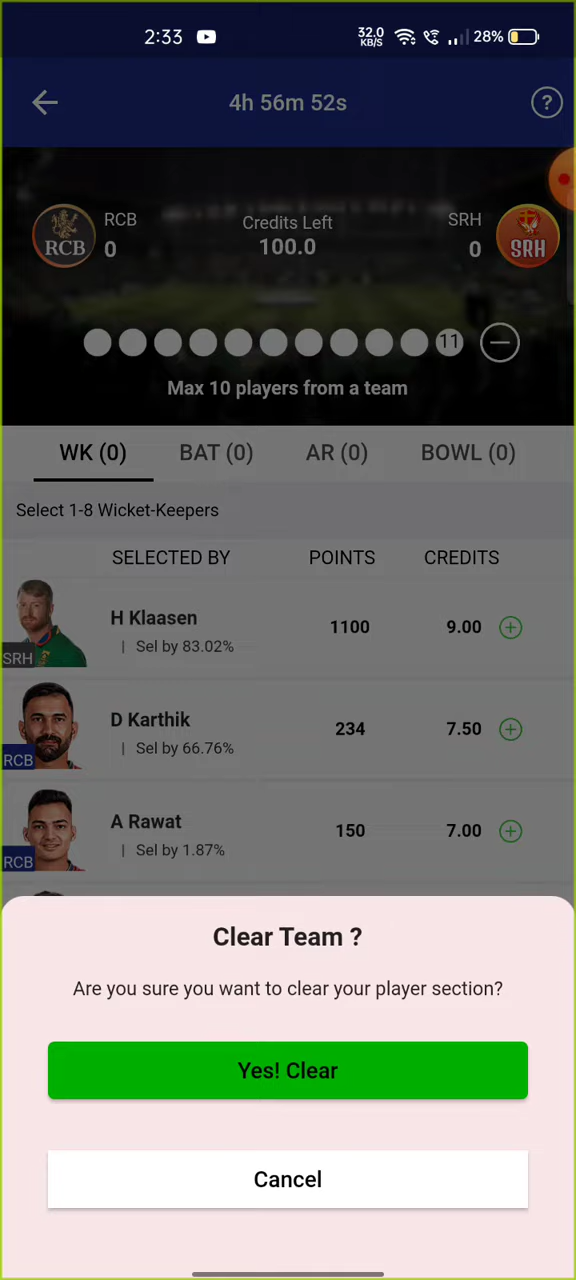 2:33 32.0 KB/S 28%
4h 56m 52s ?
RCB Credits Left SRH
RCB 0 100.0 0 SRH
11
Max 10 players from a team
WK (0) BAT (0) AR (0) BOWL (0)
Select 1-8 Wicket-Keepers
SELECTED BY POINTS CREDITS
H Klaasen 1100 9.00
SRH | Sel by 83.02%
D Karthik 234 7.50
RCB | Sel by 66.76%
A Rawat 150 7.00
RCB | Sel by 1.87%
Clear Team ?
Are you sure you want to clear your player section?
Yes! Clear
Cancel